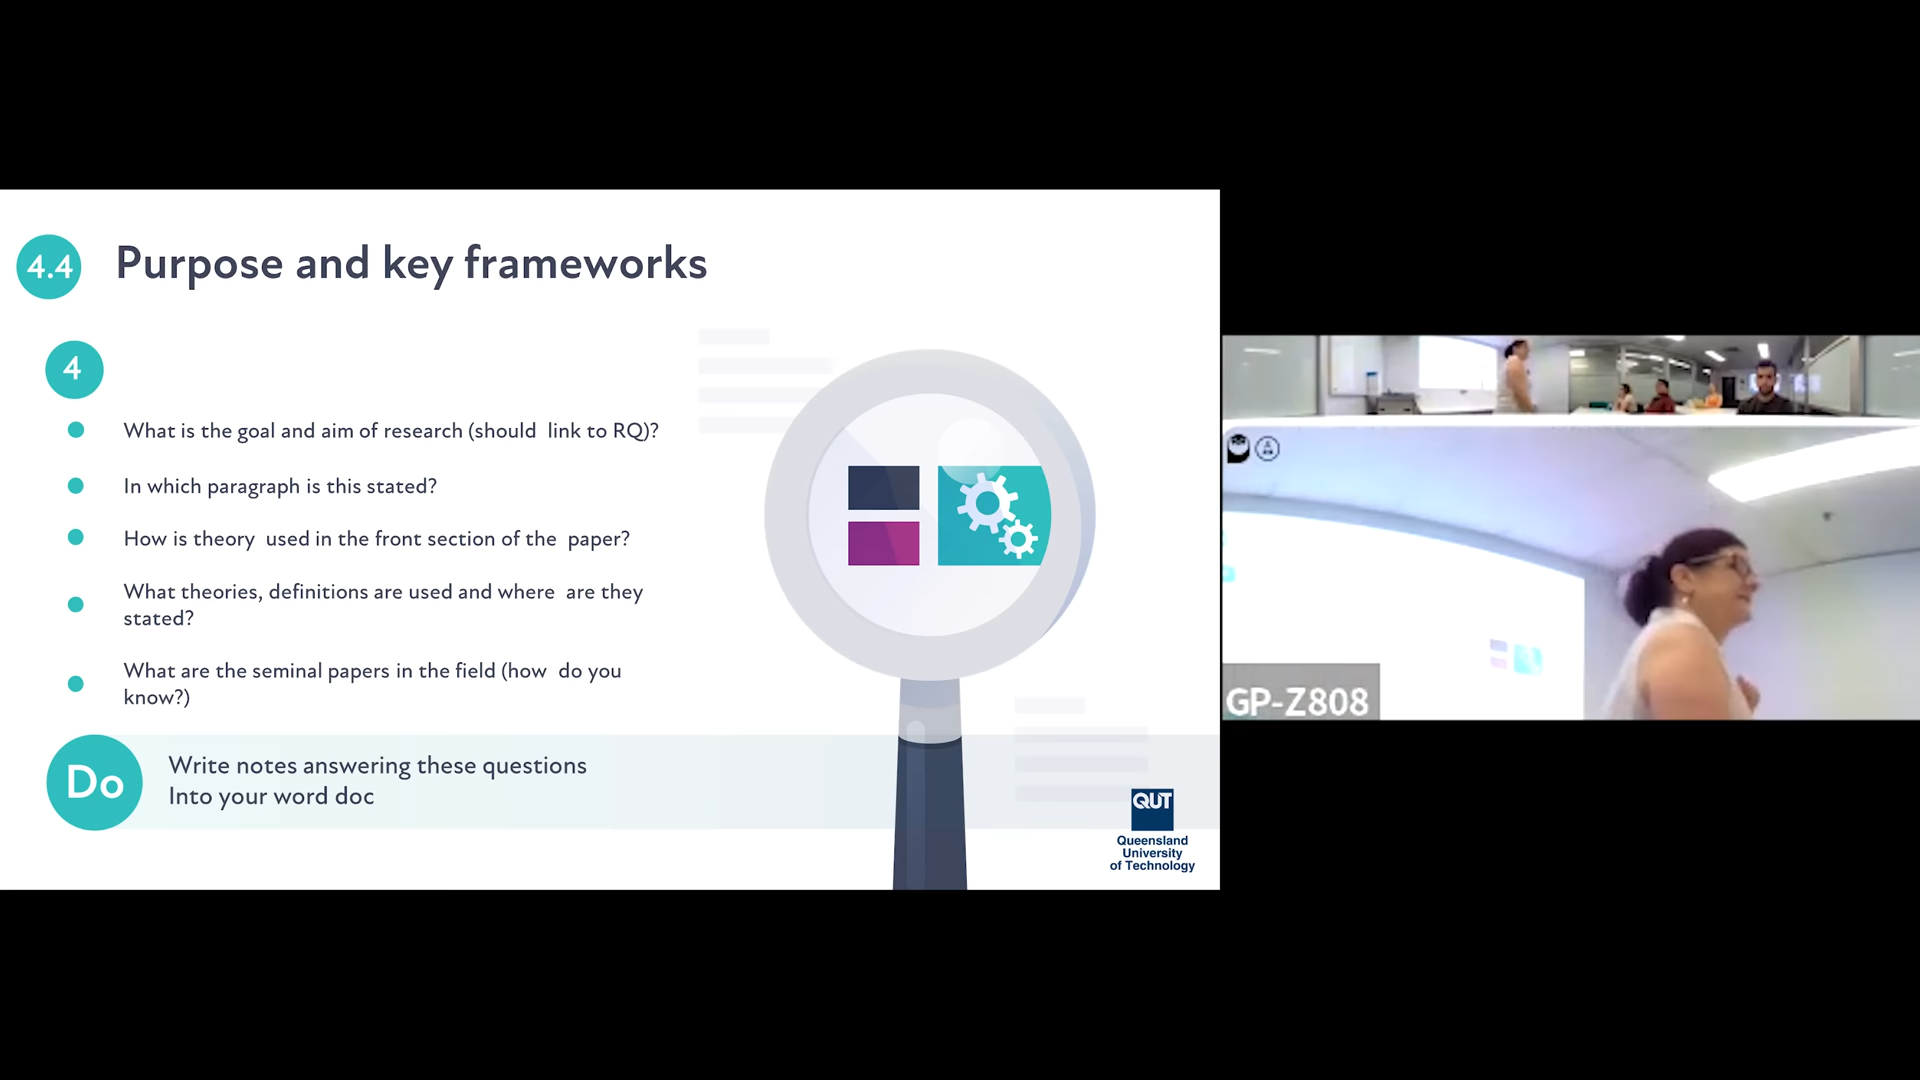 4.4 Purpose and key frameworks
4
What is the goal and aim of research (should link to RQ)?
In which paragraph is this stated?
How is theory used in the front section of the paper?
What theories, definitions are used and where are they
stated?
What are the seminal papers in the field (how do you
know?)
Do
Write notes answering these questions
Into your word doc
QUT
Queensland
University
of Technology
GP-Z808